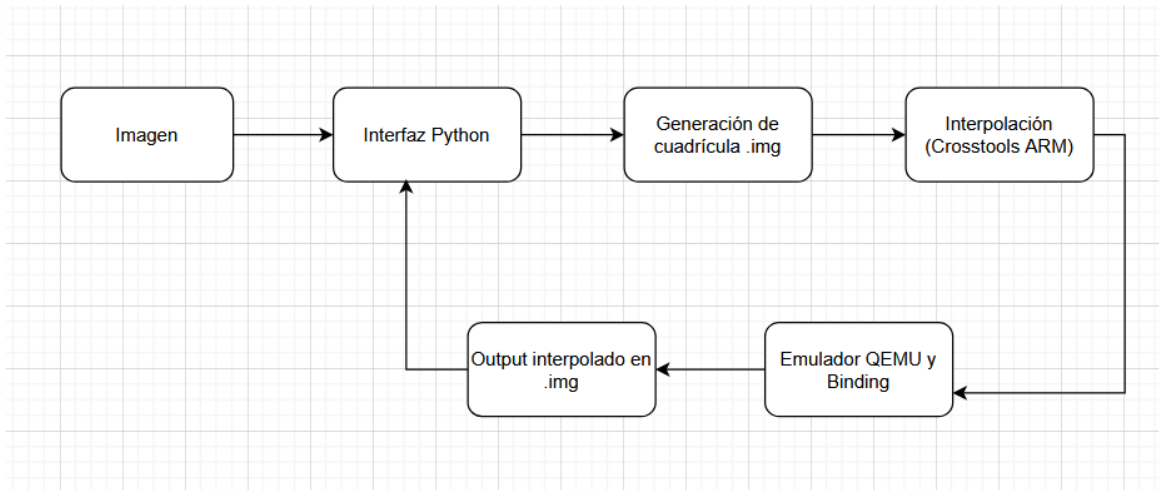 Imagen
Interfaz Python
Generación de
cuadrícula .img
Interpolación
(Crosstools ARM)
Output interpolado en
.img
Emulador QEMU y
Binding